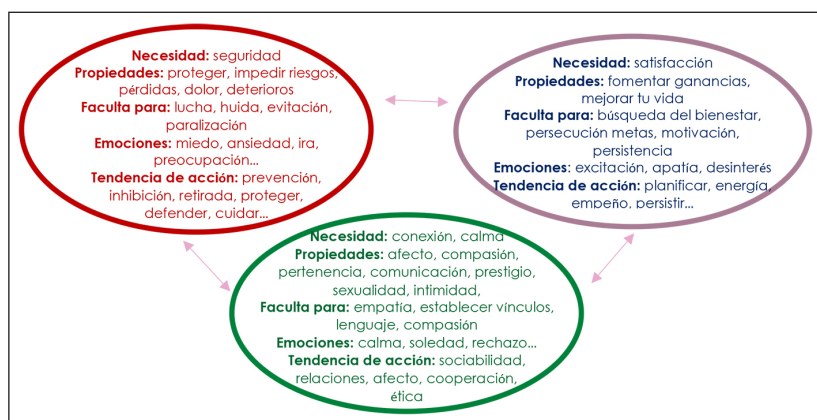 Necesidad: seguridad
Propiedades: proteger, impedir riesgos,
pérdidas, dolor, deterioros
Faculta para: lucha, huida, evitación,
paralización
Emociones: miedo, ansiedad, ira,
preocupación...
Tendencia de acción: prevención,
inhibición, retirada, proteger,
defender, cuidar...
Necesidad: satisfacción
Propiedades: fomentar ganancias,
mejorar tu vida
Faculta para: búsqueda del bienestar,
persecución metas, motivación,
persistencia
Emociones: excitación, apatía, desinterés
Tendencia de acción: planificar, energía,
empeño, persistir...
Necesidad: conexión, calma
Propiedades: afecto, compasión,
pertenencia, comunicación, prestigio,
sexualidad, intimidad,
Faculta para: empatía, establecer vínculos,
lenguaje, compasión
Emociones: calma, soledad, rechazo...
Tendencia de acción: sociabilidad,
relaciones, afecto, cooperación,
ética